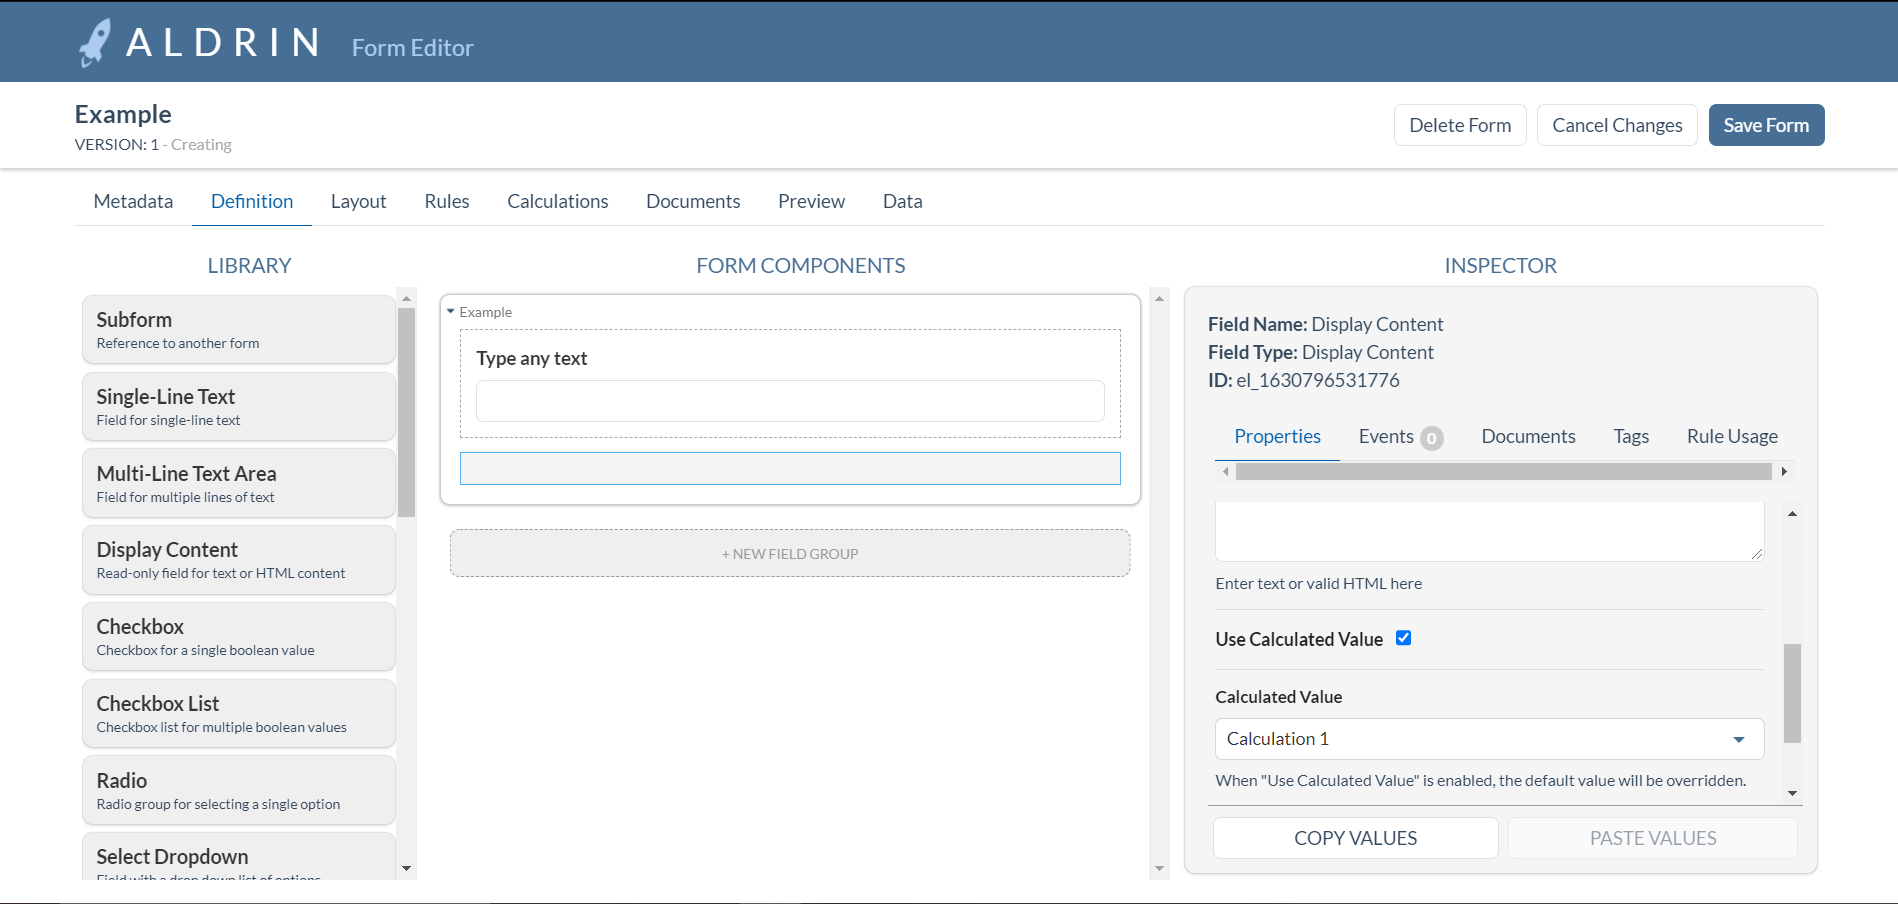 ALDRIN Form Editor
Example
VERSION: 1 - Creating
Delete Form
Cancel Changes
Save Form
Metadata
Definition
Layout
Rules
Calculations
Documents
Preview
Data
LIBRARY
Subform
Reference to another form
Single-Line Text
Field for single-line text
Multi-Line Text Area
Field for multiple lines of text
Display Content
Read-only field for text or HTML content
Checkbox
Checkbox for a single boolean value
Checkbox List
Checkbox list for multiple boolean values
Radio
Radio group for selecting a single option
Select Dropdown
Field with a drop down list of options
FORM COMPONENTS
Example
Type any text
+ NEW FIELD GROUP
INSPECTOR
Field Name: Display Content
Field Type: Display Content
ID: el_1630796531776
Properties
Events 0
Documents
Tags
Rule Usage
Enter text or valid HTML here
Use Calculated Value
Calculated Value
Calculation 1
When "Use Calculated Value" is enabled, the default value will be overridden.
COPY VALUES
PASTE VALUES